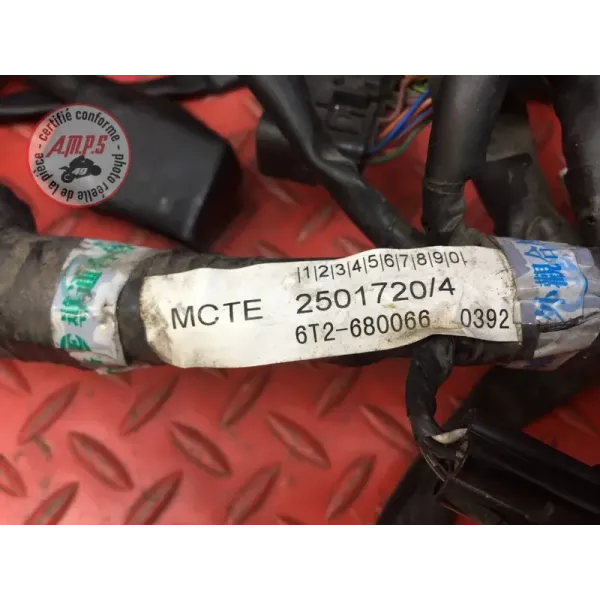 certifié conforme
A.M.P.S
photo réelle de la pièce
1|2|3|4|5|6|7|8|9|0
MCTE 2501720/4
6T2-680066 0392